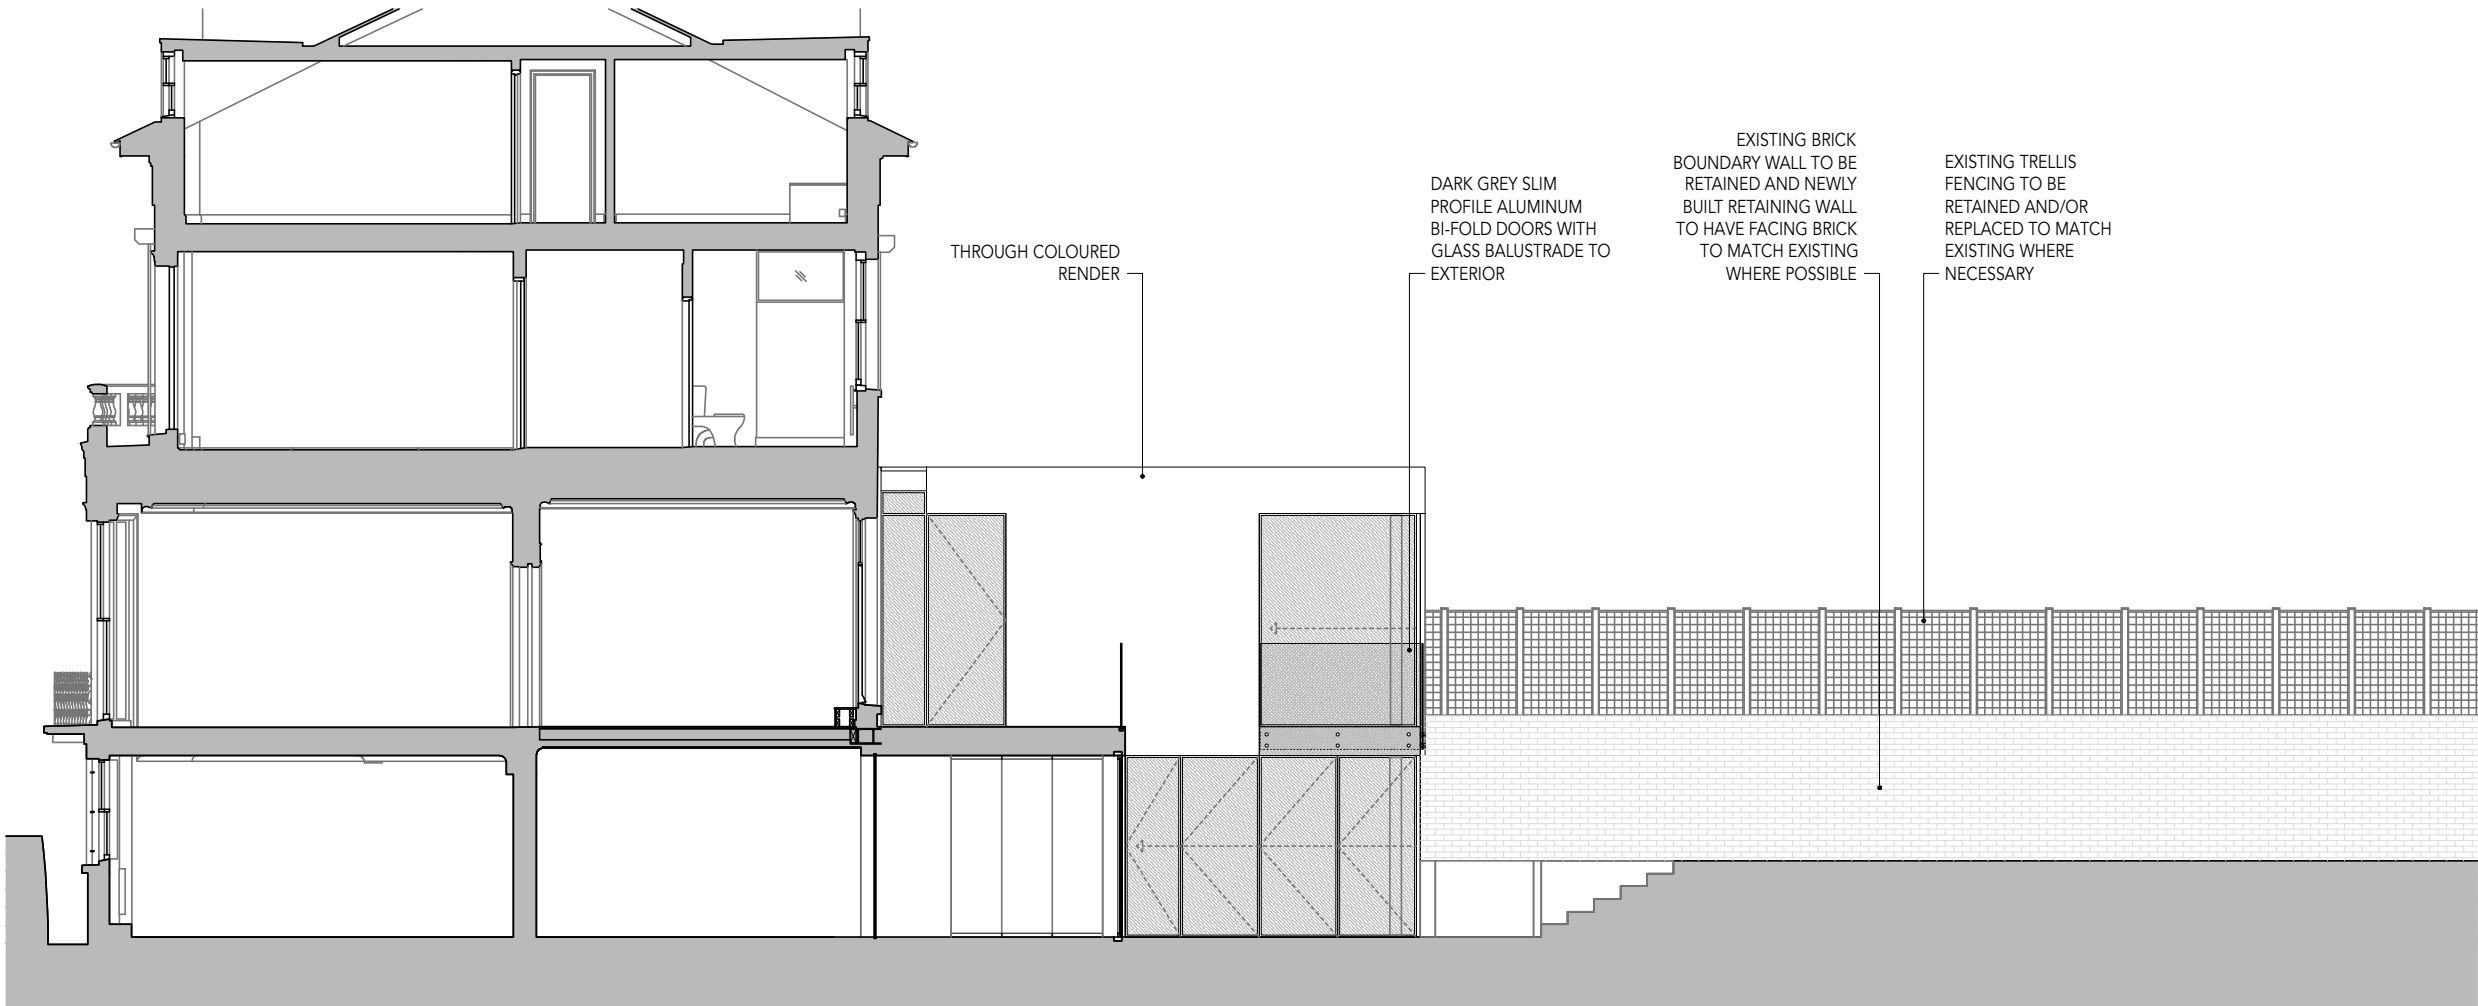 THROUGH COLOURED
RENDER
DARK GREY SLIM
PROFILE ALUMINUM
BI-FOLD DOORS WITH
GLASS BALUSTRADE TO
EXTERIOR
EXISTING BRICK
BOUNDARY WALL TO BE
RETAINED AND NEWLY
BUILT RETAINING WALL
TO HAVE FACING BRICK
TO MATCH EXISTING
WHERE POSSIBLE
EXISTING TRELLIS
FENCING TO BE
RETAINED AND/OR
REPLACED TO MATCH
EXISTING WHERE
NECESSARY